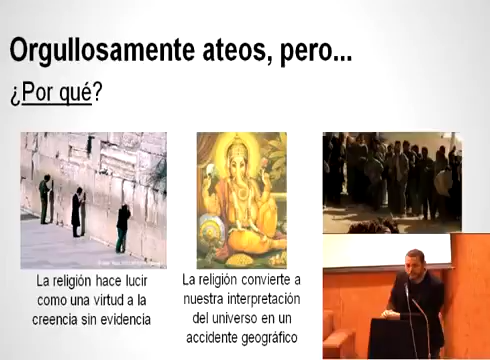 Orgullosamente ateos, pero...
¿Por qué?
La religión hace lucir
como una virtud a la
creencia sin evidencia
La religión convierte a
nuestra interpretación
del universo en un
accidente geográfico